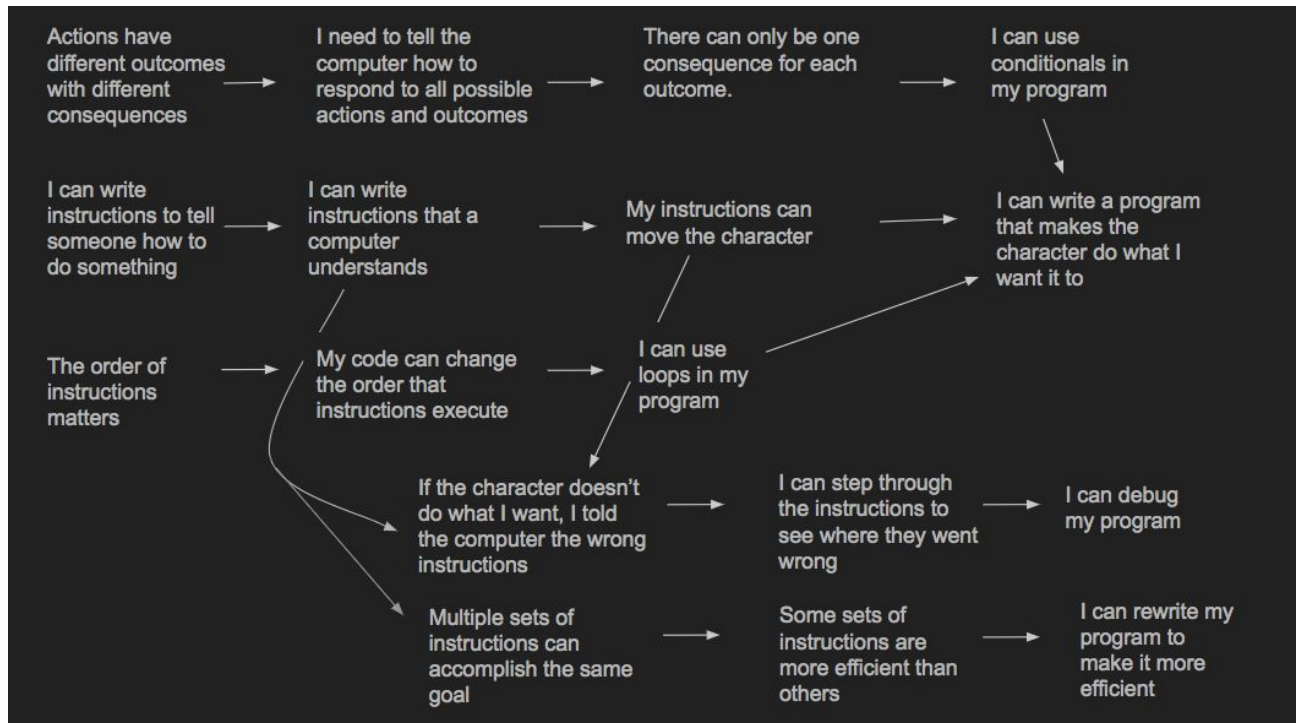 Actions have
different outcomes
with different
consequences
I need to tell the
computer how to
respond to all possible
actions and outcomes
There can only be one
consequence for each
outcome.
I can use
conditionals in
my program
I can write
instructions to tell
someone how to
do something
I can write
instructions that a
computer
understands
My instructions can
move the character
I can write a program
that makes the
character do what I
want it to
The order of
instructions
matters
My code can change
the order that
instructions execute
I can use
loops in my
program
If the character doesn't
do what I want, I told
the computer the wrong
instructions
I can step through
the instructions to
see where they went
wrong
I can debug
my program
Multiple sets of
instructions can
accomplish the same
goal
Some sets of
instructions are
more efficient than
others
I can rewrite my
program to
make it more
efficient